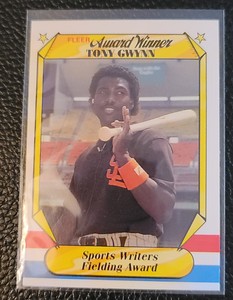 FLEER Award Winner
TONY GWYNN
Sports Writers
Fielding Award